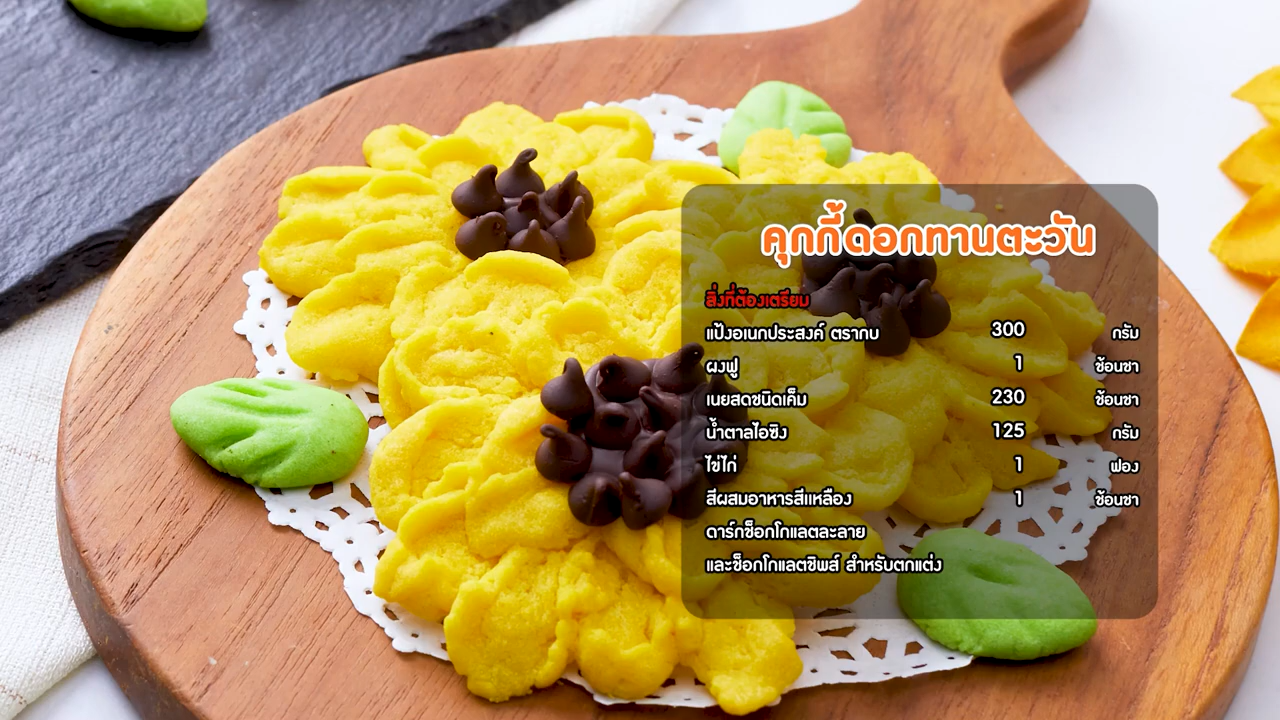 คุกกี้ดอกทานตะวัน
สิ่งที่ต้องเตรียม
แป้งอเนกประสงค์ ตรากบ 300 กรัม
ผงฟู 1 ช้อนชา
เนยสดชนิดเค็ม 230 ช้อนชา
น้ำตาลไอซิง 125 กรัม
ไข่ไก่ 1 ฟอง
สีผสมอาหารสีเหลือง 1 ช้อนชา
ดาร์กช็อกโกแลตละลาย
และช็อกโกแลตชิพส์ สำหรับตกแต่ง